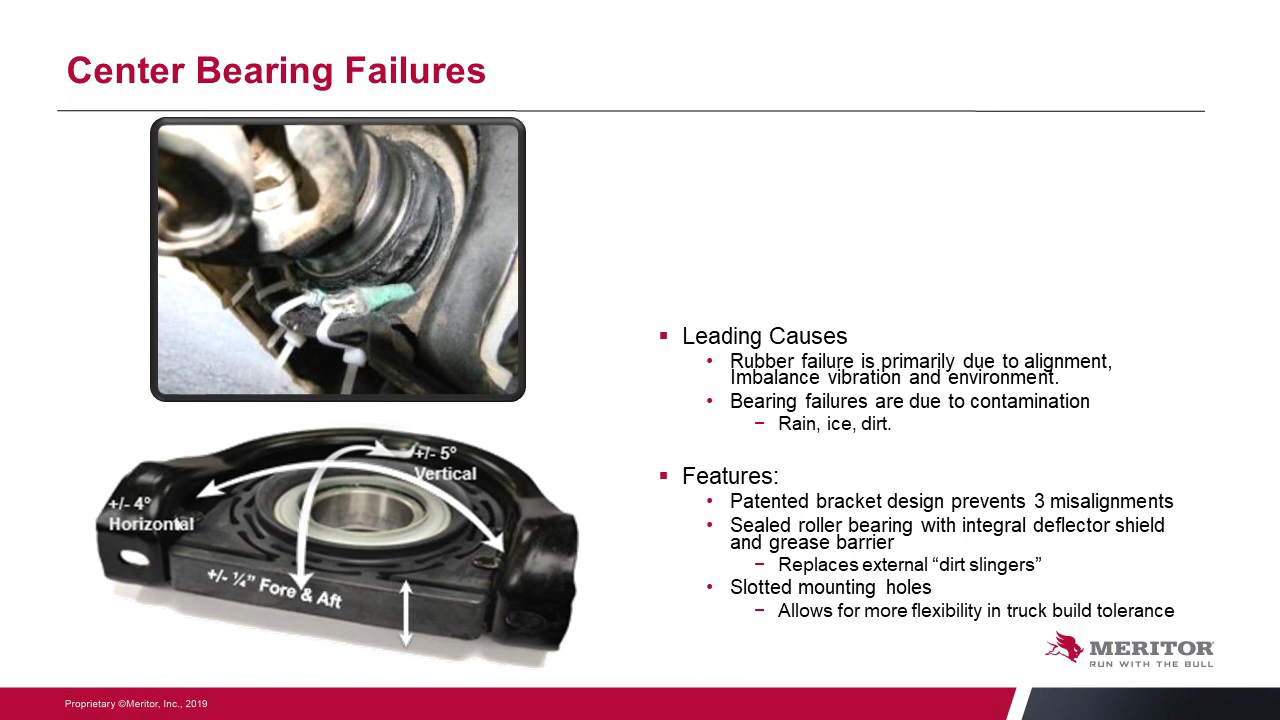 Center Bearing Failures
+/- 5° Vertical
+/- 4° Horizontal
+/- ¼” Fore & Aft
Leading Causes
Rubber failure is primarily due to alignment,
Imbalance vibration and environment.
Bearing failures are due to contamination
Rain, ice, dirt.
Features:
Patented bracket design prevents 3 misalignments
Sealed roller bearing with integral deflector shield
and grease barrier
Replaces external “dirt slingers”
Slotted mounting holes
Allows for more flexibility in truck build tolerance
MERITOR
RUN WITH THE BULL
Proprietary ©Meritor, Inc., 2019